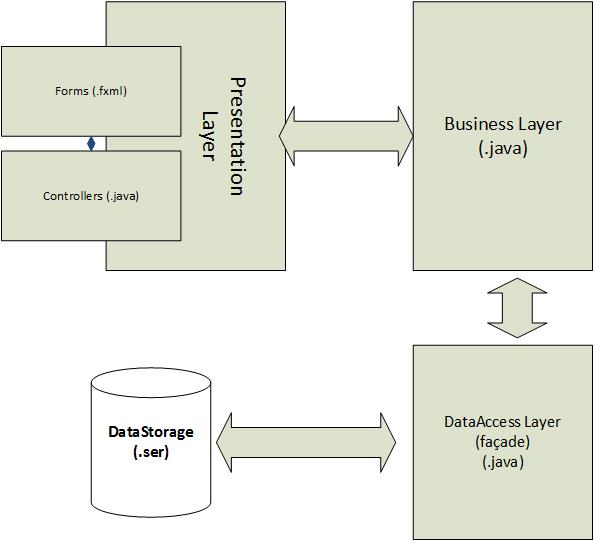 Forms (.fxml)
Controllers (.java)
Presentation
Layer
Business Layer
(.java)
DataStorage
(.ser)
DataAccess Layer
(façade)
(.java)